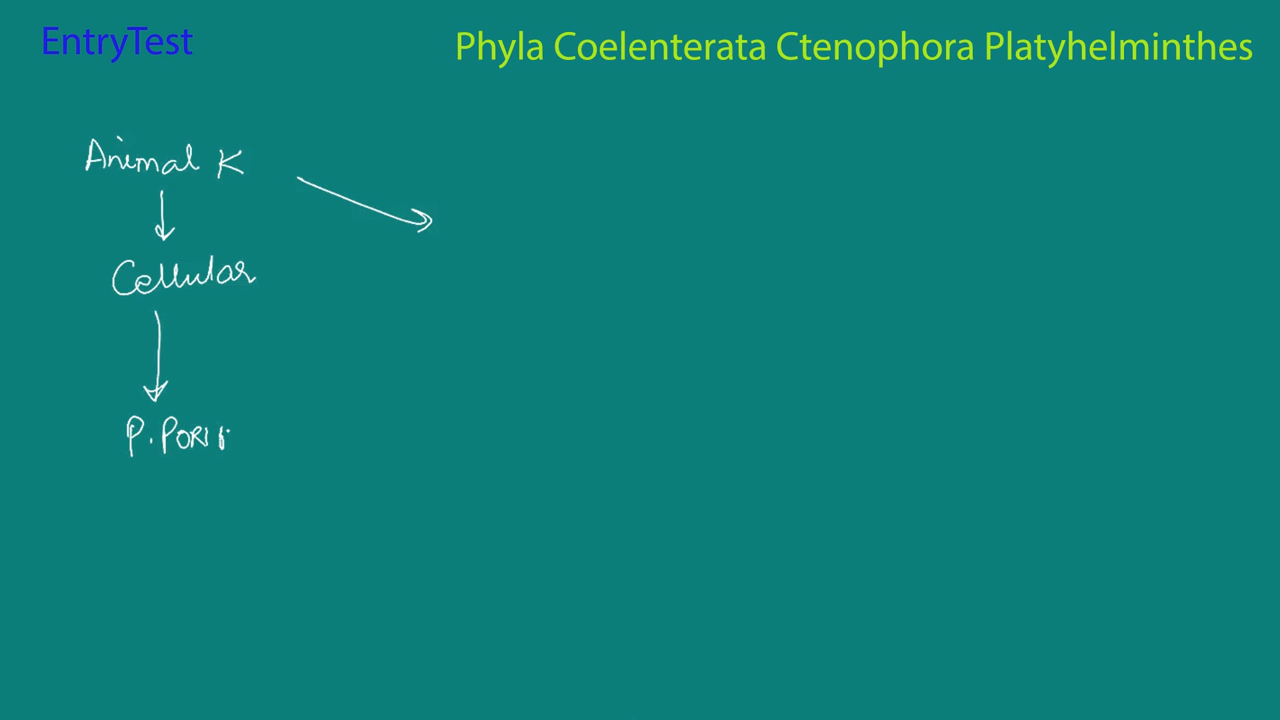 EntryTest
Phyla Coelenterata Ctenophora Platyhelminthes
Animal K
Cellular
P. PORI